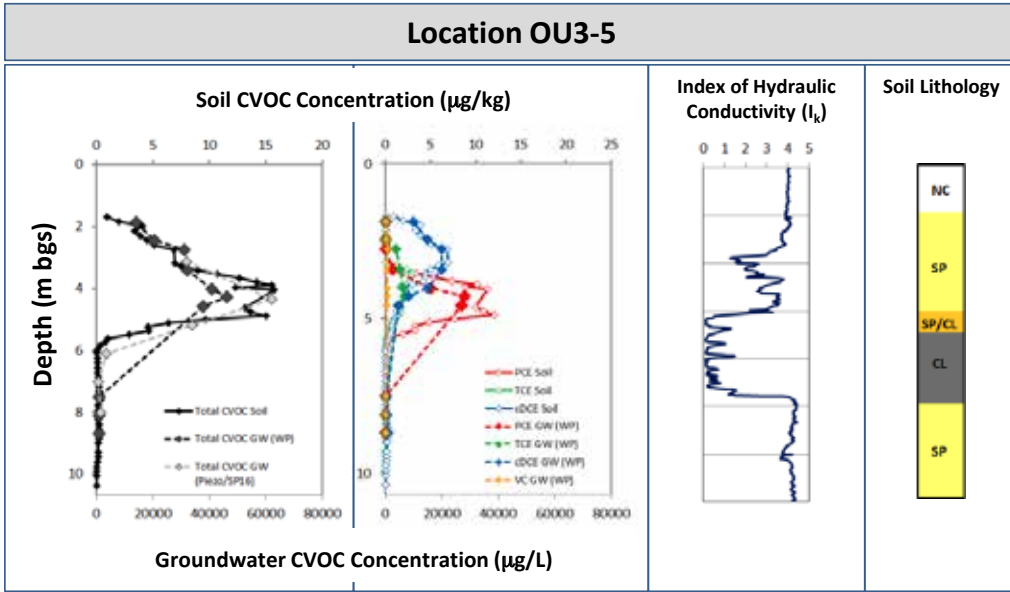 Location OU3-5
Soil CVOC Concentration (µg/kg)
Index of Hydraulic
Conductivity (Ik)
Soil Lithology
0 5 10 15 20
0 5 10 15 20 25
0 1 2 3 4 5
Depth (m bgs)
0
2
4
6
8
10
0
5
10
Total CVOC Soil
Total CVOC GW (WP)
Total CVOC GW
(Piezo/SP16)
PCE Soil
TCE Soil
cDCE Soil
PCE GW (WP)
TCE GW (WP)
cDCE GW (WP)
VC GW (WP)
NC
SP
SP/CL
CL
SP
0 20000 40000 60000 80000
0 20000 40000 60000 80000
Groundwater CVOC Concentration (µg/L)